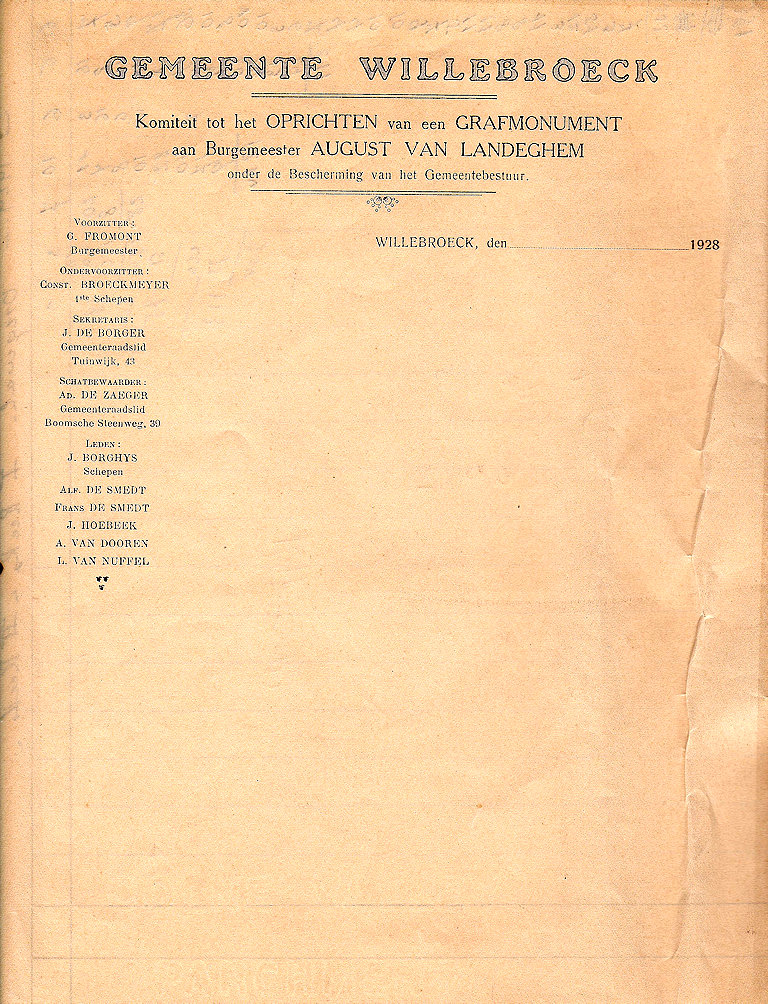 GEMEENTE WILLEBROECK
Komiteit tot het OPRICHTEN van een GRAFMONUMENT
aan Burgemeester AUGUST VAN LANDEGHEM
onder de Bescherming van het Gemeentebestuur.
WILLEBROECK, den 1928
VOORZITTER:
G. FROMONT
Burgemeester.
ONDERVOORZITTER:
CONST. BROECKMEYER
1ste Schepen
SEKRETARIS:
J. DE BORGER
Gemeenteraadslid
Tuinwijk, 43
SCHATBEWAARDER:
AD. DE ZAEGER
Gemeenteraadslid
Boomsche Steenweg, 39
LEDEN:
J. BORGHYS
Schepen
ALF. DE SMEDT
FRANS DE SMEDT
J. HOEBEEK
A. VAN DOOREN
L. VAN NUFFEL